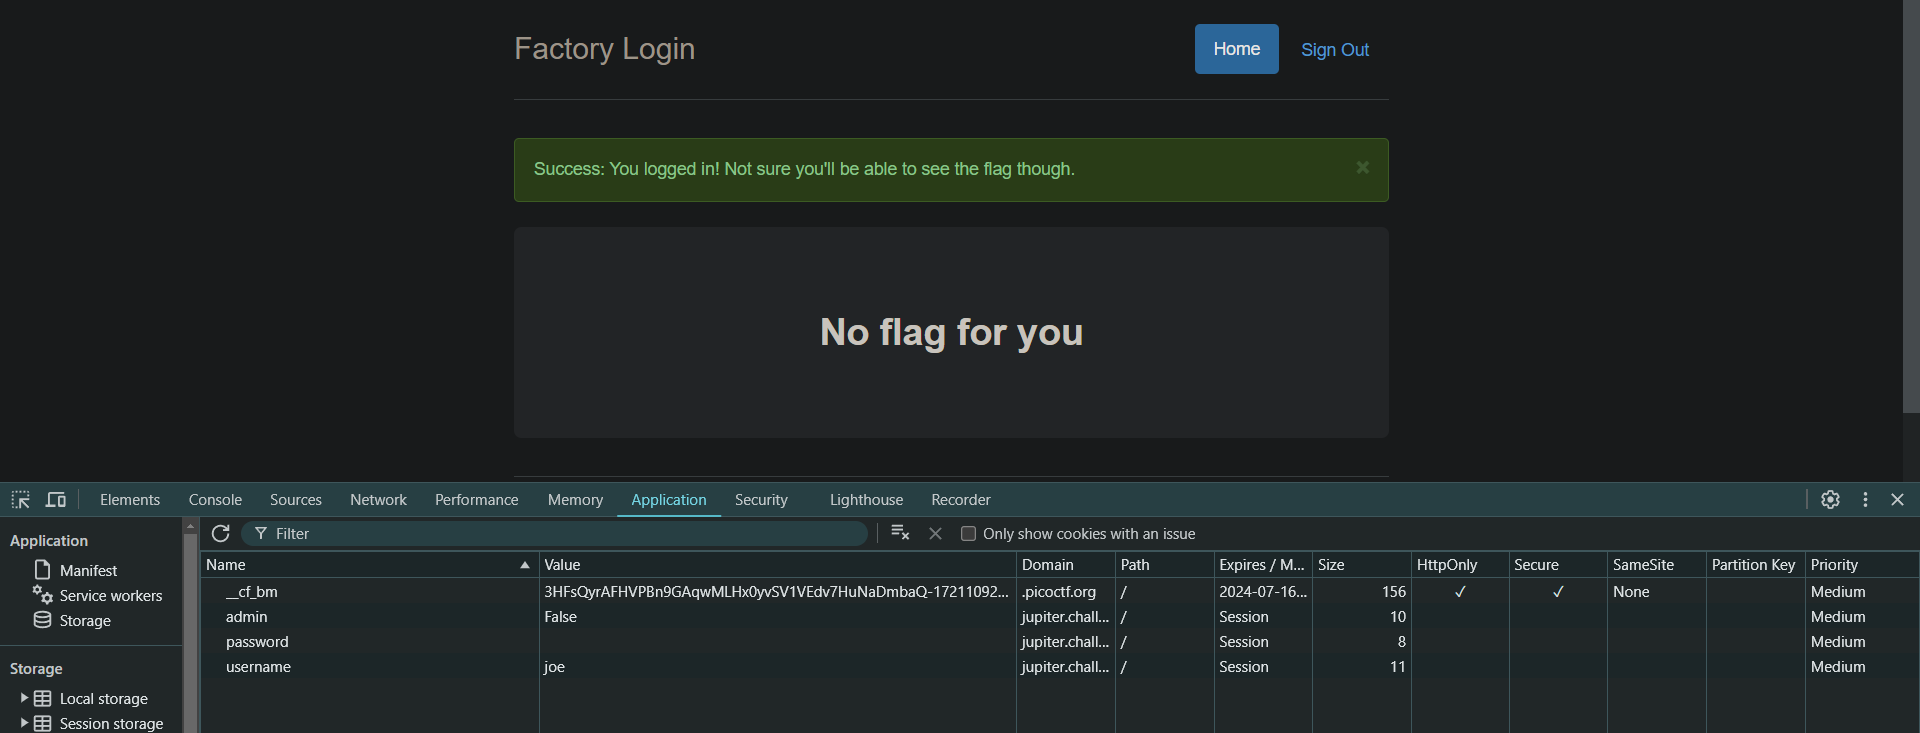 Factory Login
Home
Sign Out
Success: You logged in! Not sure you'll be able to see the flag though.
×
No flag for you
Elements Console Sources Network Performance Memory Application Security Lighthouse Recorder
Application
Manifest
Service workers
Storage
Storage
Local storage
Session storage
Filter
Only show cookies with an issue
Name Value Domain Path Expires / M... Size HttpOnly Secure SameSite Partition Key Priority
__cf_bm 3HFsQyrAFHVPBn9GAqwMLHx0yvSV1VEdv7HuNaDmbaQ-17211092... .picoctf.org / 2024-07-16... 156 ✓ ✓ None Medium
admin False jupiter.chall... / Session 10 Medium
password jupiter.chall... / Session 8 Medium
username joe jupiter.chall... / Session 11 Medium